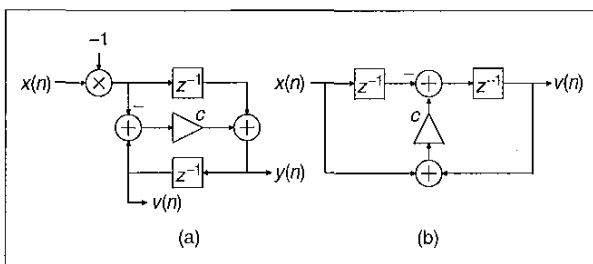 −1
x(n)
×
z⁻¹
−
+
c
+
z⁻¹
y(n)
v(n)
(a)
x(n)
z⁻¹
−
+
z⁻¹
v(n)
c
+
(b)